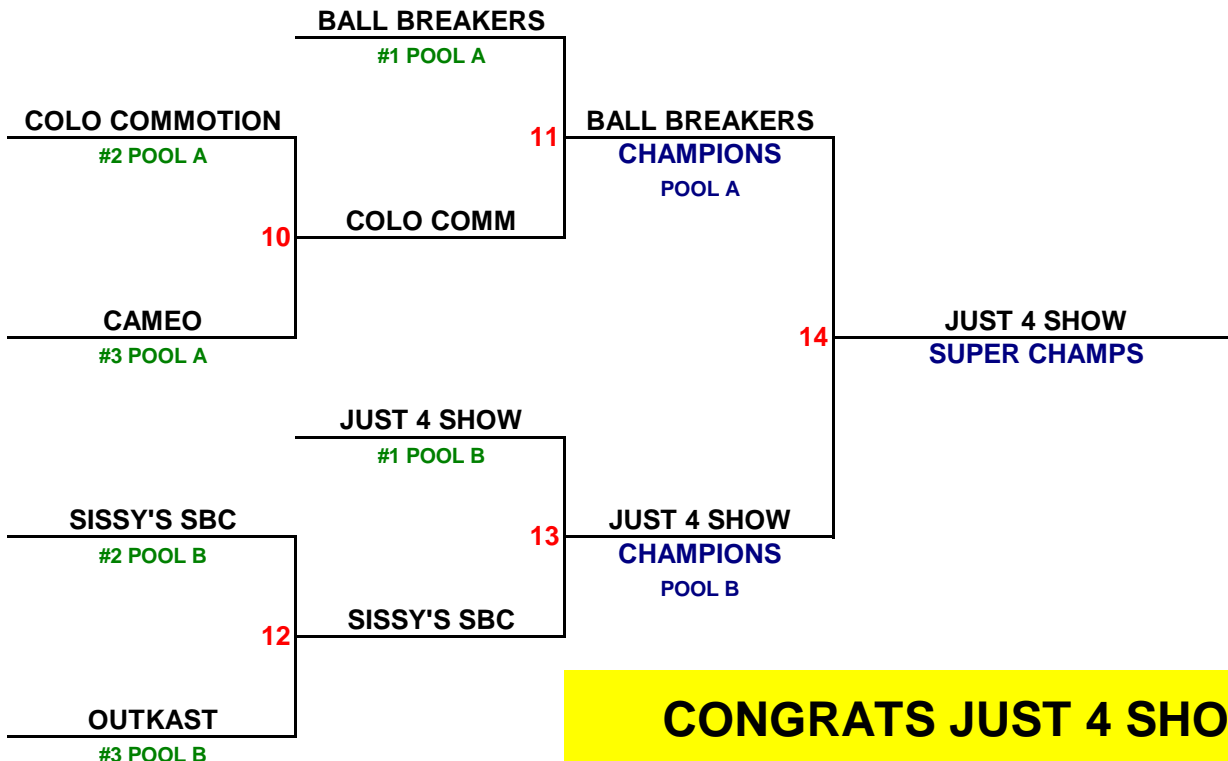 BALL BREAKERS
#1 POOL A
COLO COMMOTION
#2 POOL A
11
BALL BREAKERS
CHAMPIONS
POOL A
10
COLO COMM
CAMEO
#3 POOL A
14
JUST 4 SHOW
SUPER CHAMPS
JUST 4 SHOW
#1 POOL B
SISSY'S SBC
#2 POOL B
13
JUST 4 SHOW
CHAMPIONS
POOL B
12
SISSY'S SBC
OUTKAST
#3 POOL B
CONGRATS JUST 4 SHO